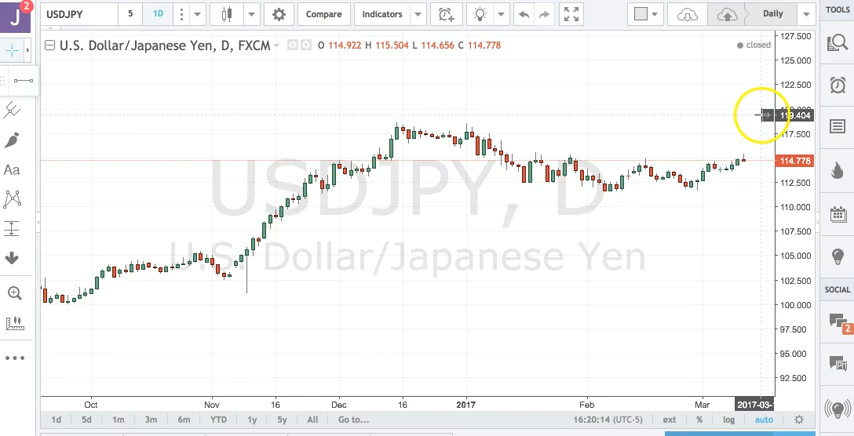 J
2
USDJPY
5
1D
Compare
Indicators
Daily
TOOLS
U.S. Dollar/Japanese Yen, D, FXCM
O 114.922 H 115.504 L 114.656 C 114.778
closed
127.500
125.000
122.500
119.404
117.500
114.778
112.500
110.000
107.500
105.000
102.500
100.000
97.500
95.000
92.500
USDJPY, D
U.S. Dollar/Japanese Yen
Aa
SOCIAL
2
Oct
Nov
16
Dec
16
2017
Feb
Mar
2017-03-1
1d
5d
1m
3m
6m
YTD
1y
5y
All
Go to...
16:20:14 (UTC-5)
ext
%
log
auto